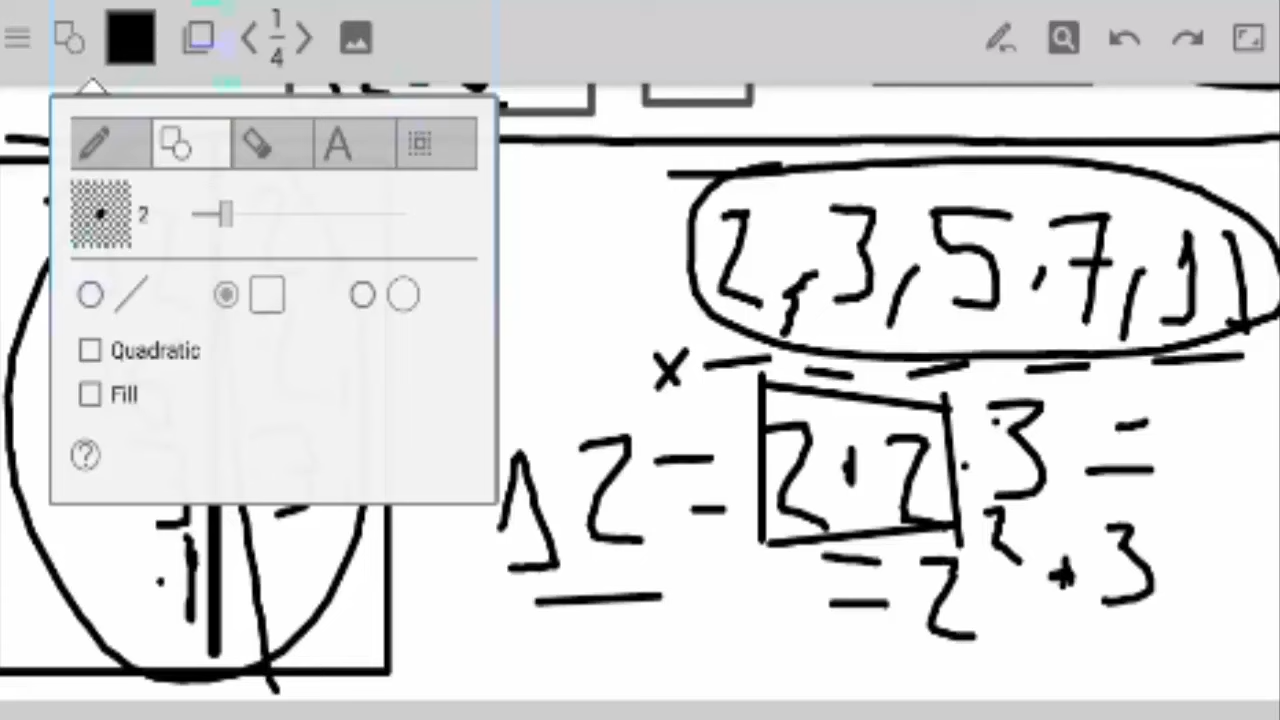 1
4
A
2
Quadratic
Fill
?
2, 3, 5, 7, 11
x
12 = 2 · 2 · 3 =
= 2² · 3